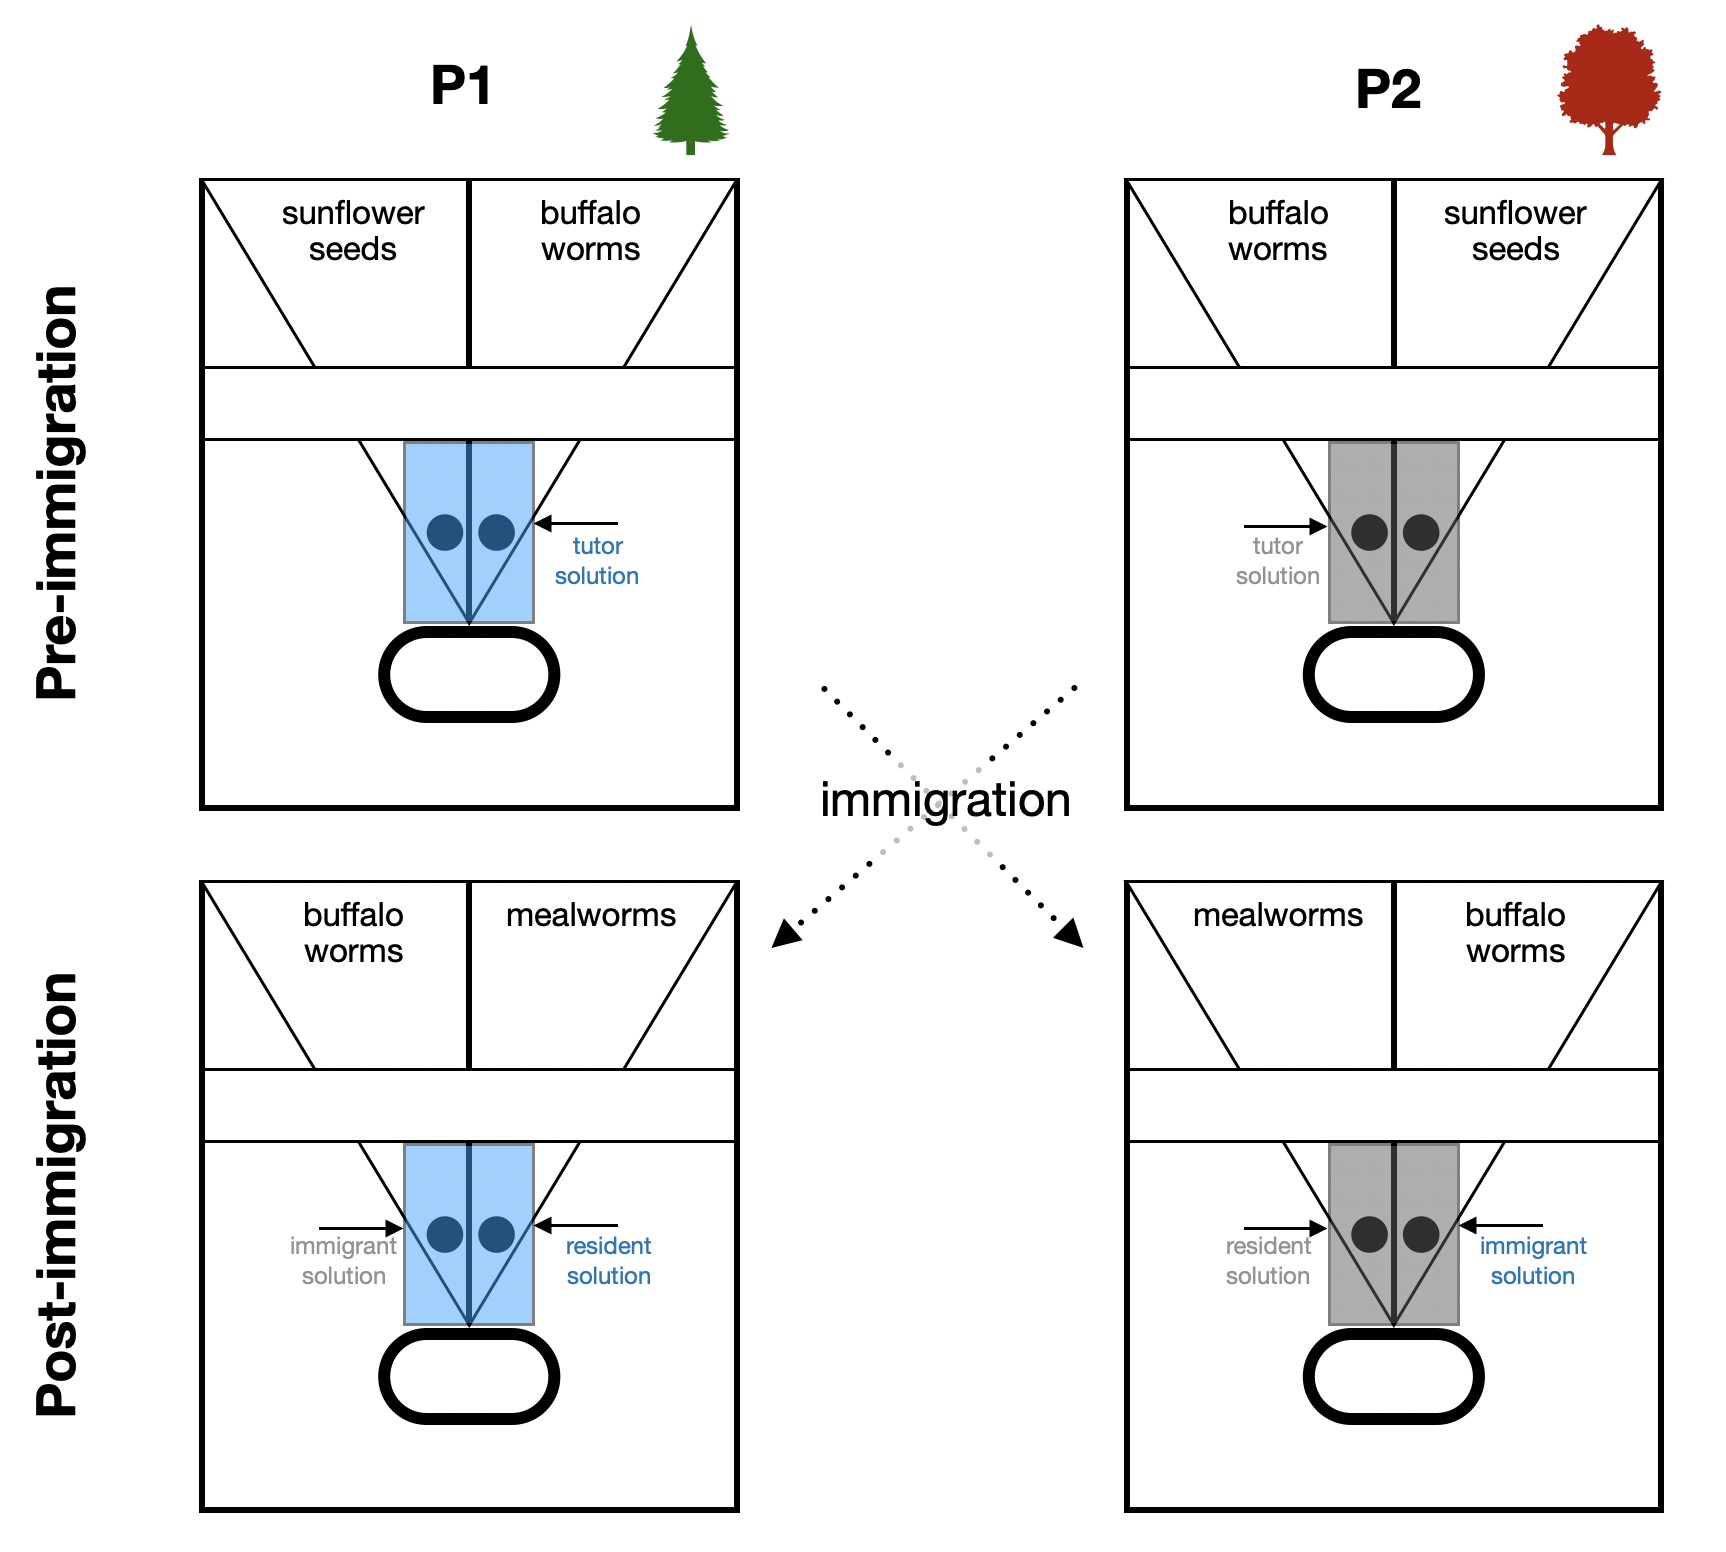 P1
P2
Pre-immigration
sunflower
seeds
buffalo
worms
tutor
solution
buffalo
worms
sunflower
seeds
tutor
solution
immigration
Post-immigration
buffalo
worms
mealworms
immigrant
solution
resident
solution
mealworms
buffalo
worms
resident
solution
immigrant
solution